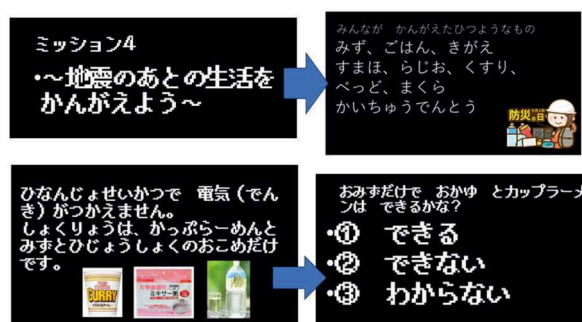 ミッション4
・～地震のあとの生活を
かんがえよう～
みんなが かんがえたひつようなもの
みず、ごはん、きがえ
すまほ、らじお、くすり、
べっど、まくら
かいちゅうでんとう
防災の日
ひなんじょせいかつで 電気(でん
き)がつかえません。
しょくりょうは、かっぷらーめんと
みずとひじょうしょくのおこめだけ
です。
CURRY
ミキサー粥
おみずだけで おかゆ とカップラーメ
ンは できるかな?
・① できる
・② できない
・③ わからない